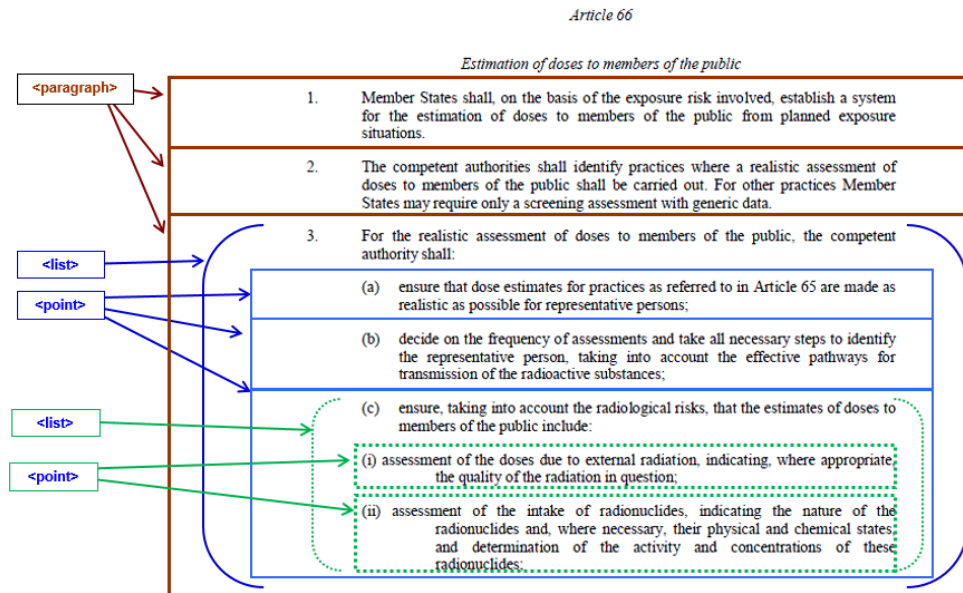 Article 66
Estimation of doses to members of the public
<paragraph>
1. Member States shall, on the basis of the exposure risk involved, establish a system
for the estimation of doses to members of the public from planned exposure
situations.
2. The competent authorities shall identify practices where a realistic assessment of
doses to members of the public shall be carried out. For other practices Member
States may require only a screening assessment with generic data.
3. For the realistic assessment of doses to members of the public, the competent
authority shall:
<list>
<point>
(a) ensure that dose estimates for practices as referred to in Article 65 are made as
realistic as possible for representative persons;
(b) decide on the frequency of assessments and take all necessary steps to identify
the representative person, taking into account the effective pathways for
transmission of the radioactive substances;
(c) ensure, taking into account the radiological risks, that the estimates of doses to
members of the public include:
<list>
<point>
(i) assessment of the doses due to external radiation, indicating, where appropriate,
the quality of the radiation in question;
(ii) assessment of the intake of radionuclides, indicating the nature of the
radionuclides and, where necessary, their physical and chemical states,
and determination of the activity and concentrations of these
radionuclides;